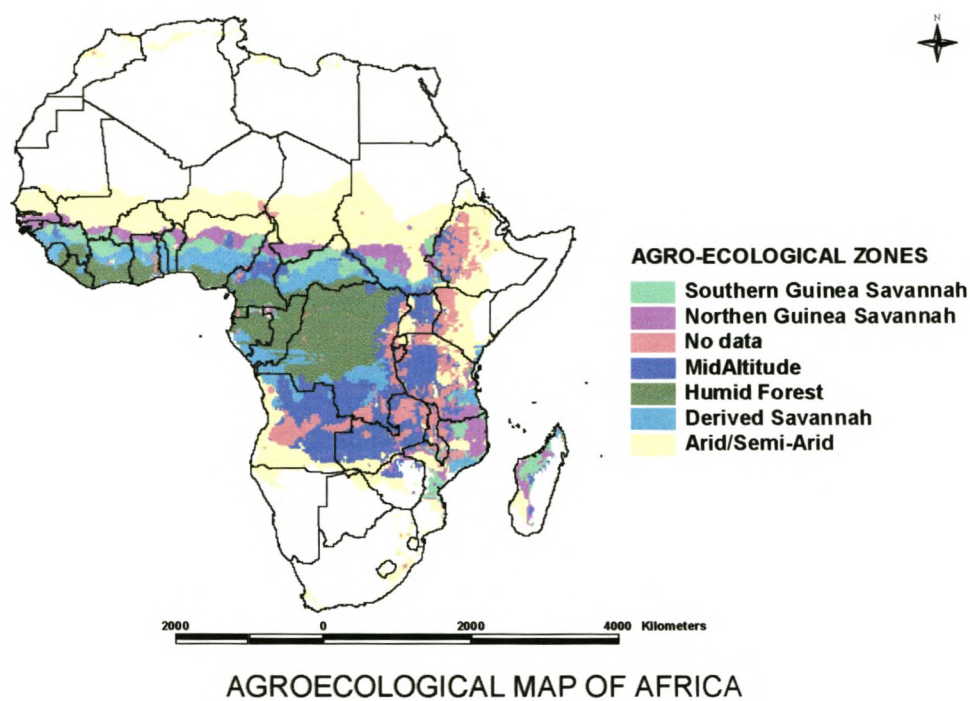 N
AGRO-ECOLOGICAL ZONES
Southern Guinea Savannah
Northen Guinea Savannah
No data
MidAltitude
Humid Forest
Derived Savannah
Arid/Semi-Arid
2000 0 2000 4000 Kilometers
AGROECOLOGICAL MAP OF AFRICA